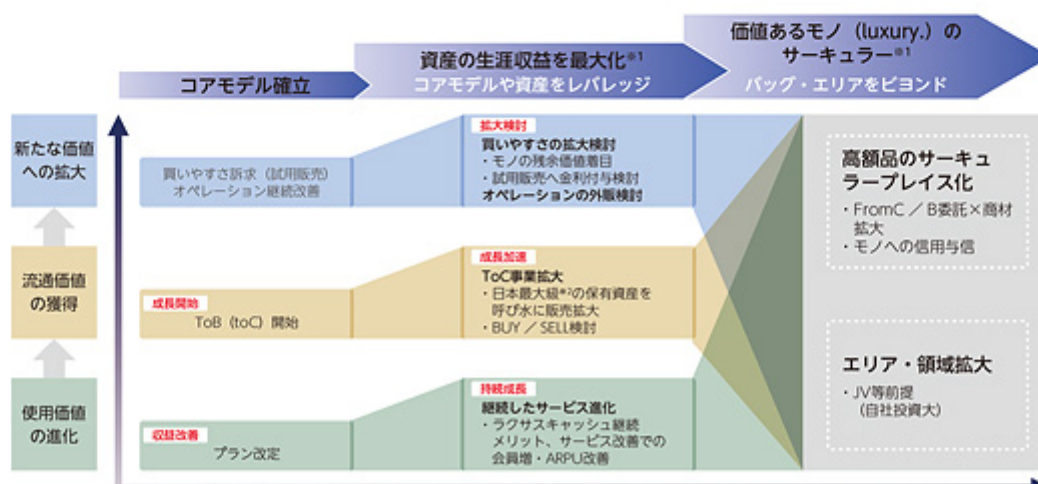 コアモデル確立
資産の生涯収益を最大化※1
コアモデルや資産をレバレッジ
価値あるモノ（luxury.）の
サーキュラー※1
バッグ・エリアをビヨンド
新たな価値
への拡大
買いやすさ訴求（試用販売）
オペレーション継続改善
拡大検討
買いやすさの拡大検討
・モノの残余価値着目
・試用販売へ金利付与検討
オペレーションの外販検討
流通価値
の獲得
成長開始
ToB（toC）開始
成長加速
ToC事業拡大
・日本最大級※2の保有資産を
呼び水に販売拡大
・BUY／SELL検討
使用価値
の進化
収益改善
プラン改定
持続成長
継続したサービス進化
・ラクサスキャッシュ継続
メリット、サービス改善での
会員増・ARPU改善
高額品のサーキュ
ラープレイス化
・FromC／B委託×商材
拡大
・モノへの信用与信
エリア・領域拡大
・JV等前提
（自社投資大）